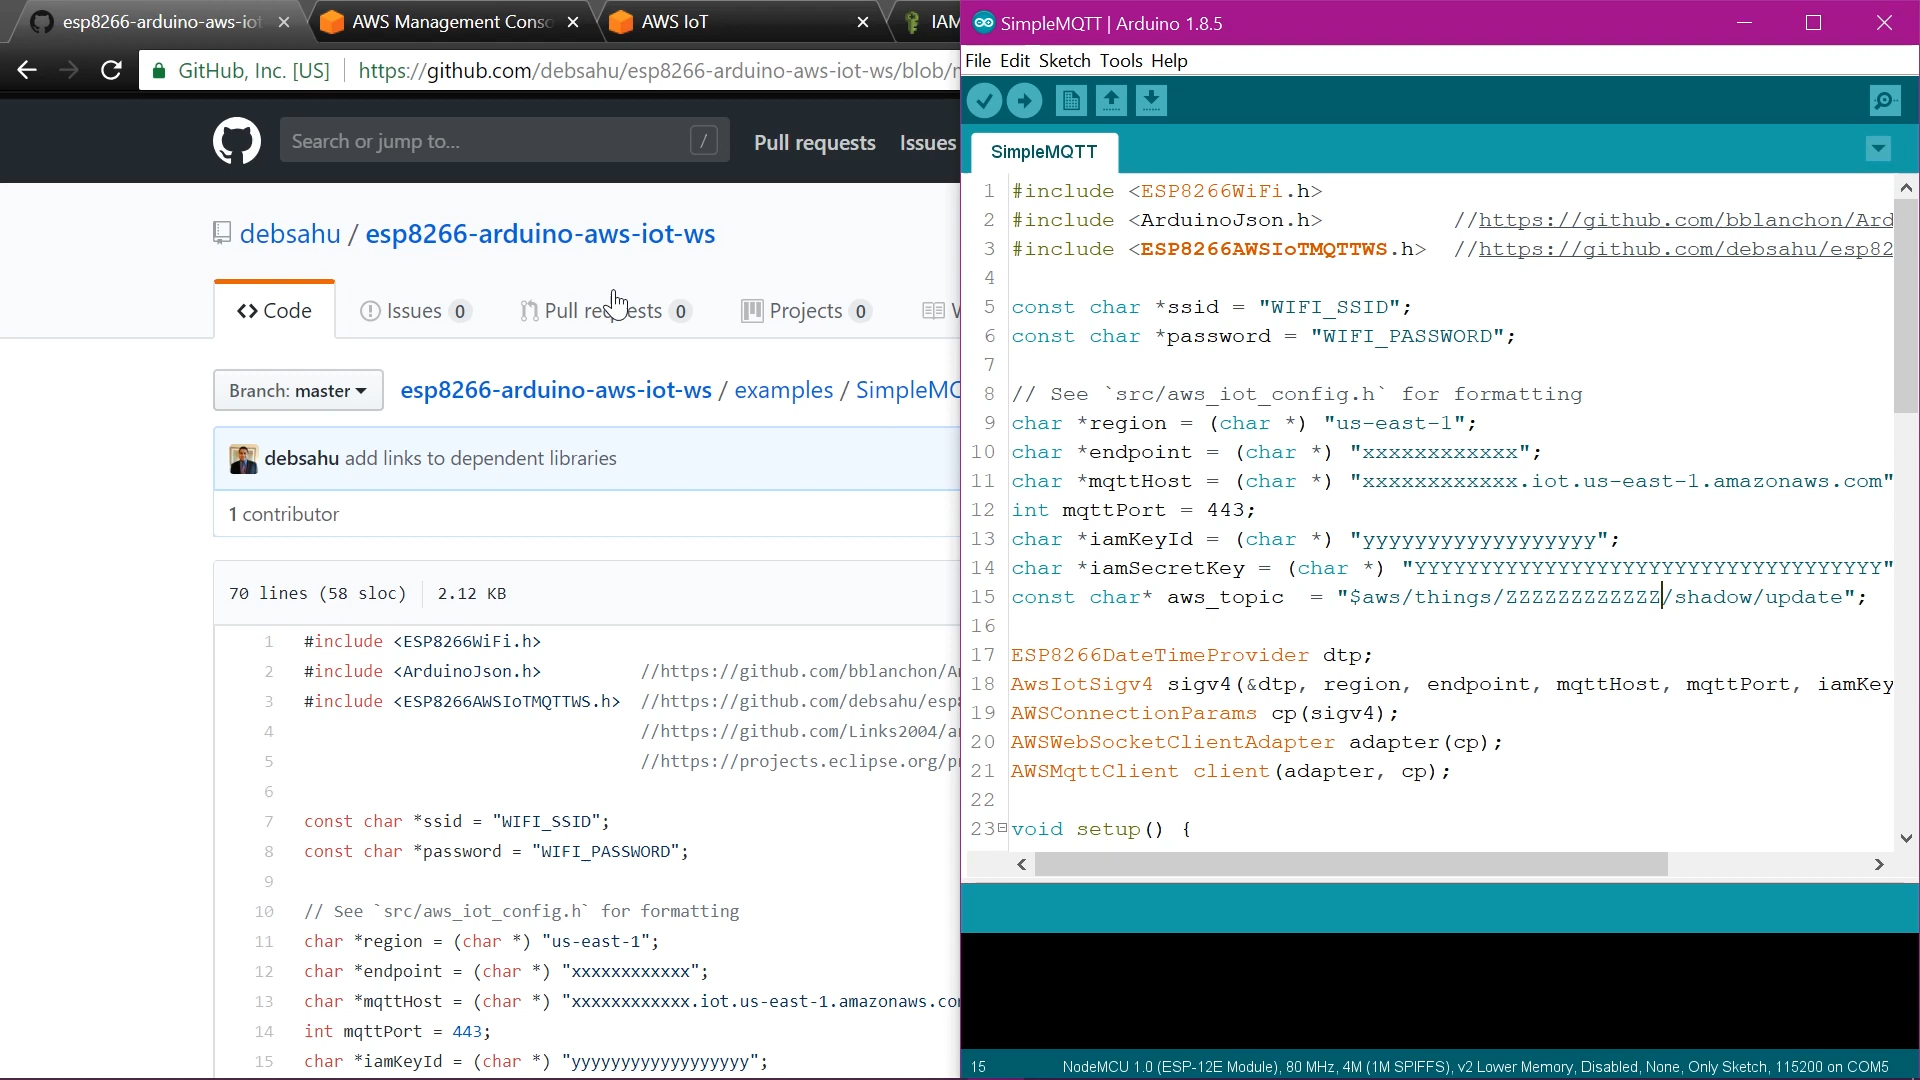 esp8266-arduino-aws-iot
AWS Management Conso
AWS IoT
IAM
GitHub, Inc. [US]
https://github.com/debsahu/esp8266-arduino-aws-iot-ws/blob/
Search or jump to...
/
Pull requests
Issues
debsahu / esp8266-arduino-aws-iot-ws
Code
Issues 0
Pull requests 0
Projects 0
Branch: master
esp8266-arduino-aws-iot-ws / examples / SimpleMQ
debsahu add links to dependent libraries
1 contributor
70 lines (58 sloc)
2.12 KB
1 #include <ESP8266WiFi.h>
2 #include <ArduinoJson.h> //https://github.com/bblanchon/A
3 #include <ESP8266AWSIoTMQTTWS.h> //https://github.com/debsahu/esp
4 //https://github.com/Links2004/a
5 //https://projects.eclipse.org/p
6
7 const char *ssid = "WIFI_SSID";
8 const char *password = "WIFI_PASSWORD";
9
10 // See `src/aws_iot_config.h` for formatting
11 char *region = (char *) "us-east-1";
12 char *endpoint = (char *) "xxxxxxxxxxxx";
13 char *mqttHost = (char *) "xxxxxxxxxxxx.iot.us-east-1.amazonaws.co
14 int mqttPort = 443;
15 char *iamKeyId = (char *) "yyyyyyyyyyyyyyyyyy";
SimpleMQTT | Arduino 1.8.5
File Edit Sketch Tools Help
SimpleMQTT
1 #include <ESP8266WiFi.h>
2 #include <ArduinoJson.h> //https://github.com/bblanchon/Ard
3 #include <ESP8266AWSIoTMQTTWS.h> //https://github.com/debsahu/esp82
4
5 const char *ssid = "WIFI_SSID";
6 const char *password = "WIFI_PASSWORD";
7
8 // See `src/aws_iot_config.h` for formatting
9 char *region = (char *) "us-east-1";
10 char *endpoint = (char *) "xxxxxxxxxxxx";
11 char *mqttHost = (char *) "xxxxxxxxxxxx.iot.us-east-1.amazonaws.com"
12 int mqttPort = 443;
13 char *iamKeyId = (char *) "yyyyyyyyyyyyyyyyyy";
14 char *iamSecretKey = (char *) "YYYYYYYYYYYYYYYYYYYYYYYYYYYYYYYYYYYY"
15 const char* aws_topic = "$aws/things/ZZZZZZZZZZZZ/shadow/update";
16
17 ESP8266DateTimeProvider dtp;
18 AwsIotSigv4 sigv4(&dtp, region, endpoint, mqttHost, mqttPort, iamKey
19 AWSConnectionParams cp(sigv4);
20 AWSWebSocketClientAdapter adapter(cp);
21 AWSMqttClient client(adapter, cp);
22
23 void setup() {
15
NodeMCU 1.0 (ESP-12E Module), 80 MHz, 4M (1M SPIFFS), v2 Lower Memory, Disabled, None, Only Sketch, 115200 on COM5